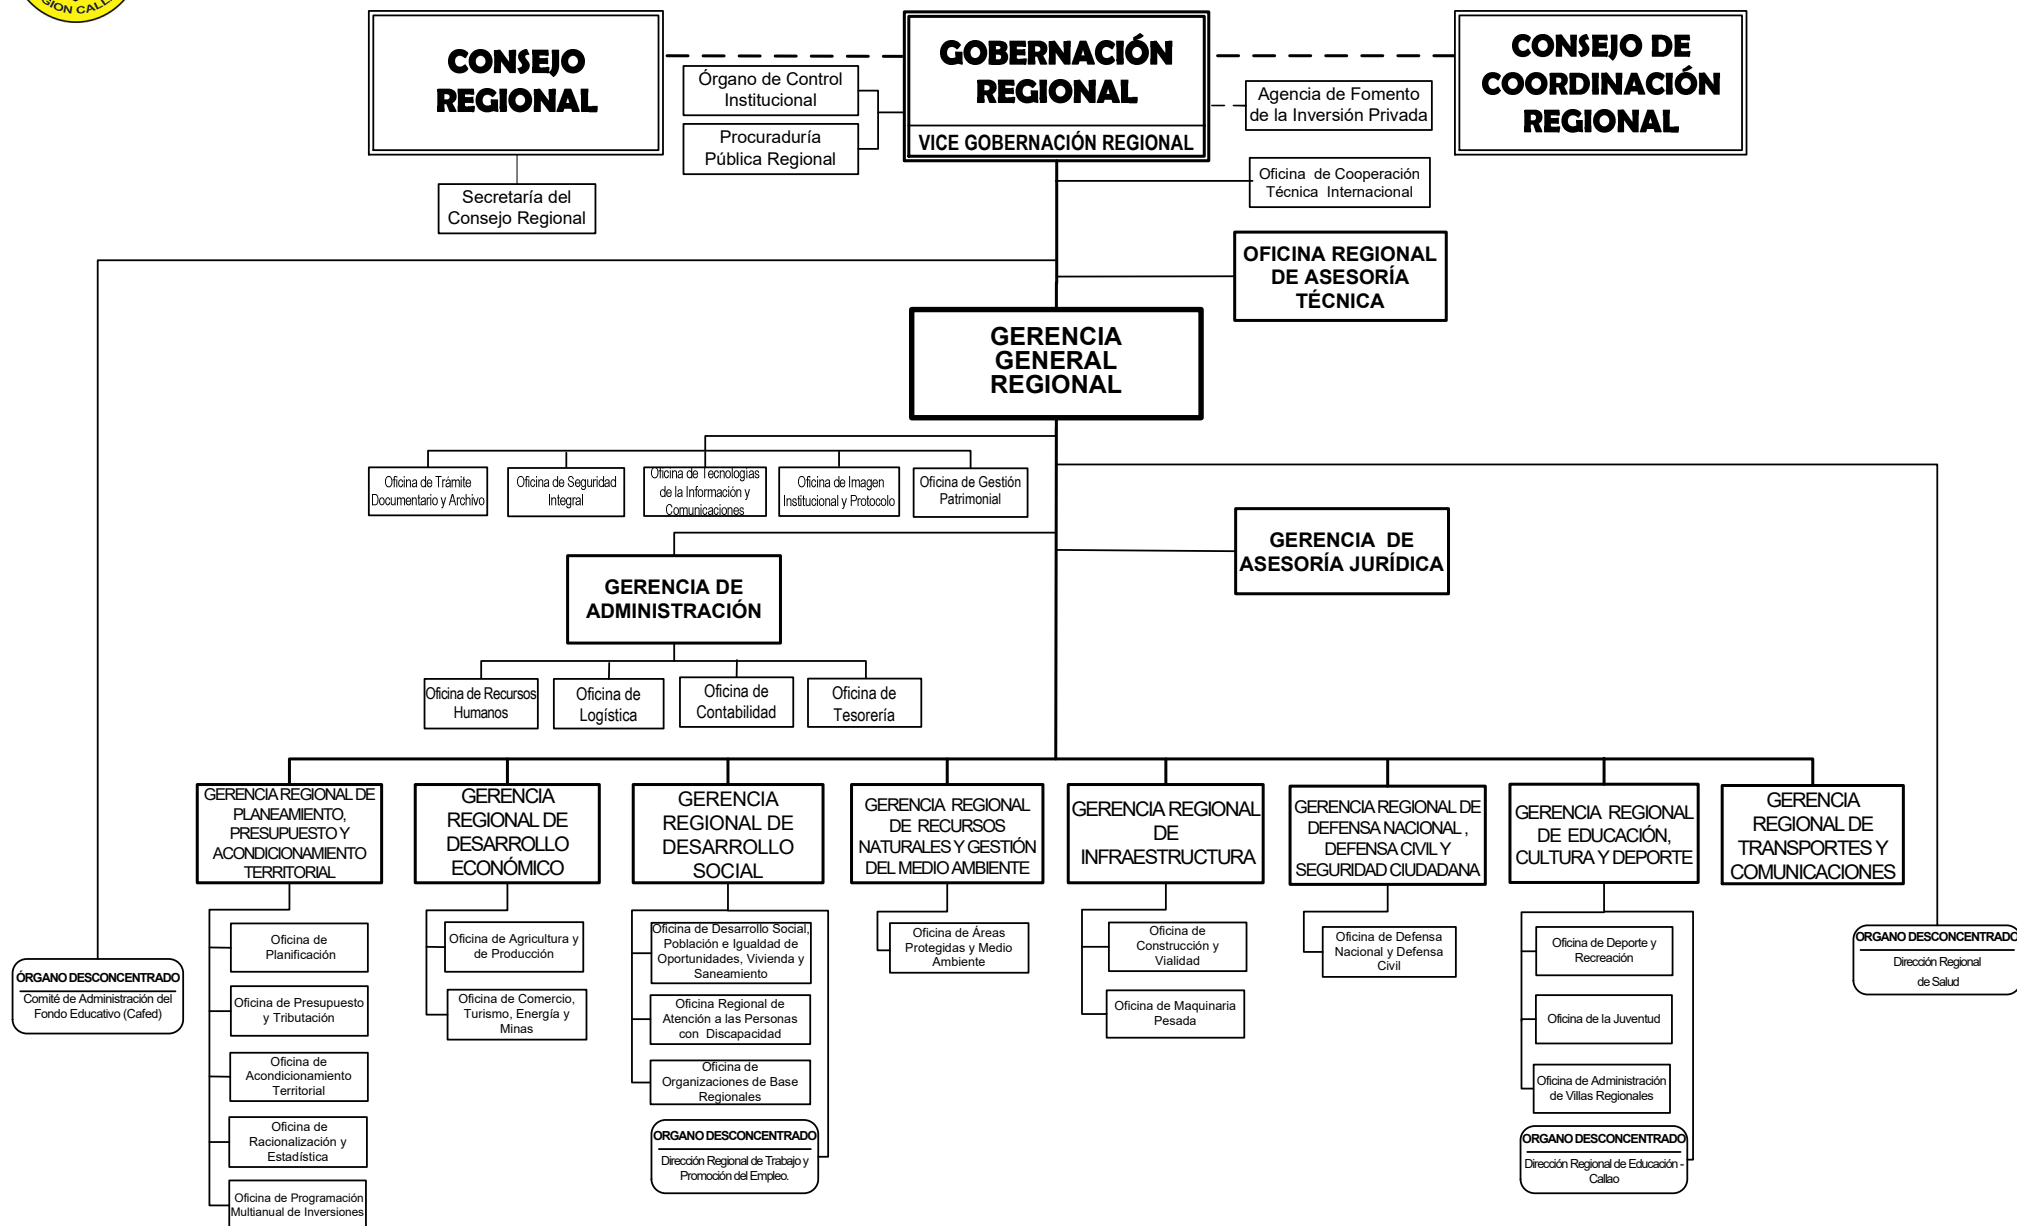 GION CALL
CONSEJO
REGIONAL
GOBERNACIÓN
REGIONAL
VICE GOBERNACIÓN REGIONAL
CONSEJO DE
COORDINACIÓN
REGIONAL
Órgano de Control
Institucional
Procuraduría
Pública Regional
Agencia de Fomento
de la Inversión Privada
Secretaría del
Consejo Regional
Oficina de Cooperación
Técnica Internacional
OFICINA REGIONAL
DE ASESORÍA
TÉCNICA
GERENCIA
GENERAL
REGIONAL
Oficina de Trámite
Documentario y Archivo
Oficina de Seguridad
Integral
Oficina de Tecnologías
de la Información y
Comunicaciones
Oficina de Imagen
Institucional y Protocolo
Oficina de Gestión
Patrimonial
GERENCIA DE
ASESORÍA JURÍDICA
GERENCIA DE
ADMINISTRACIÓN
Oficina de Recursos
Humanos
Oficina de
Logística
Oficina de
Contabilidad
Oficina de
Tesorería
GERENCIA REGIONAL DE
PLANEAMIENTO,
PRESUPUESTO Y
ACONDICIONAMIENTO
TERRITORIAL
GERENCIA
REGIONAL DE
DESARROLLO
ECONÓMICO
GERENCIA
REGIONAL DE
DESARROLLO
SOCIAL
GERENCIA REGIONAL
DE RECURSOS
NATURALES Y GESTIÓN
DEL MEDIO AMBIENTE
GERENCIA REGIONAL
DE
INFRAESTRUCTURA
GERENCIA REGIONAL DE
DEFENSA NACIONAL ,
DEFENSA CIVIL Y
SEGURIDAD CIUDADANA
GERENCIA REGIONAL
DE EDUCACIÓN,
CULTURA Y DEPORTE
GERENCIA
REGIONAL DE
TRANSPORTES Y
COMUNICACIONES
Oficina de
Planificación
Oficina de Presupuesto
y Tributación
Oficina de
Acondicionamiento
Territorial
Oficina de
Racionalización y
Estadística
Oficina de Programación
Multianual de Inversiones
Oficina de Agricultura y
de Producción
Oficina de Comercio,
Turismo, Energía y
Minas
Oficina de Desarrollo Social,
Población e Igualdad de
Oportunidades, Vivienda y
Saneamiento
Oficina Regional de
Atención a las Personas
con Discapacidad
Oficina de
Organizaciones de Base
Regionales
ORGANO DESCONCENTRADO
Dirección Regional de Trabajo y
Promoción del Empleo.
Oficina de Áreas
Protegidas y Medio
Ambiente
Oficina de
Construcción y
Vialidad
Oficina de Maquinaria
Pesada
Oficina de Defensa
Nacional y Defensa
Civil
Oficina de Deporte y
Recreación
Oficina de la Juventud
Oficina de Administración
de Villas Regionales
ORGANO DESCONCENTRADO
Dirección Regional de Educación -
Callao
ÓRGANO DESCONCENTRADO
Comité de Administración del
Fondo Educativo (Cafed)
ORGANO DESCONCENTRADO
Dirección Regional
de Salud